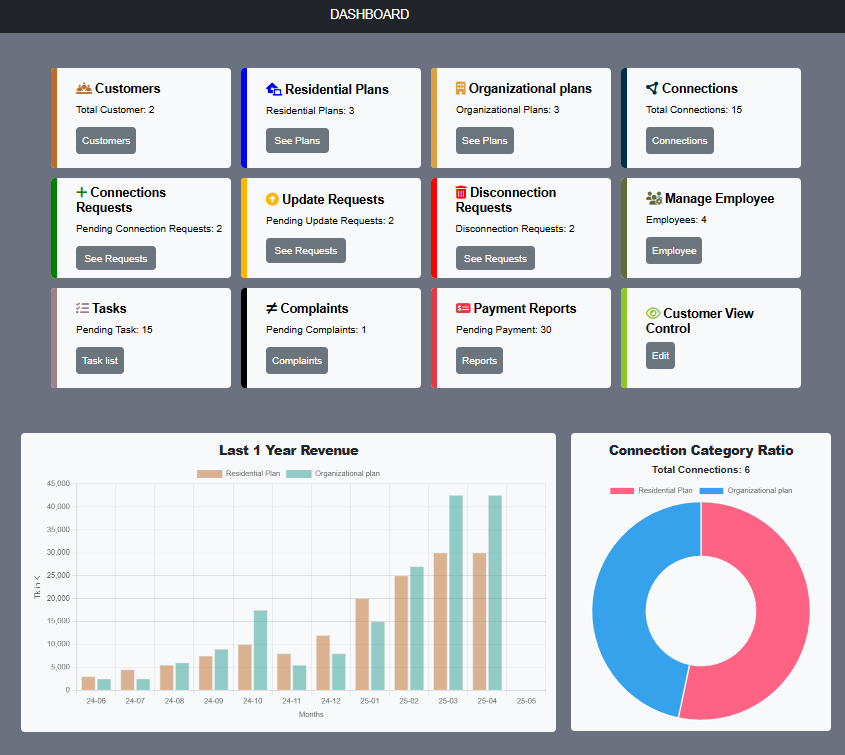 DASHBOARD
Customers
Total Customer: 2
Customers
Residential Plans
Residential Plans: 3
See Plans
Organizational plans
Organizational Plans: 3
See Plans
Connections
Total Connections: 15
Connections
Connections
Requests
Pending Connection Requests: 2
See Requests
Update Requests
Pending Update Requests: 2
See Requests
Disconnection
Requests
Disconnection Requests: 2
See Requests
Manage Employee
Employees: 4
Employee
Tasks
Pending Task: 15
Task list
Complaints
Pending Complaints: 1
Complaints
Payment Reports
Pending Payment: 30
Reports
Customer View
Control
Edit
Last 1 Year Revenue
Residential Plan Organizational plan
45,000
40,000
35,000
30,000
25,000
20,000
15,000
10,000
5,000
0
Tk in K
24-06 24-07 24-08 24-09 24-10 24-11 24-12 25-01 25-02 25-03 25-04 25-05
Months
Connection Category Ratio
Total Connections: 6
Residential Plan Organizational plan